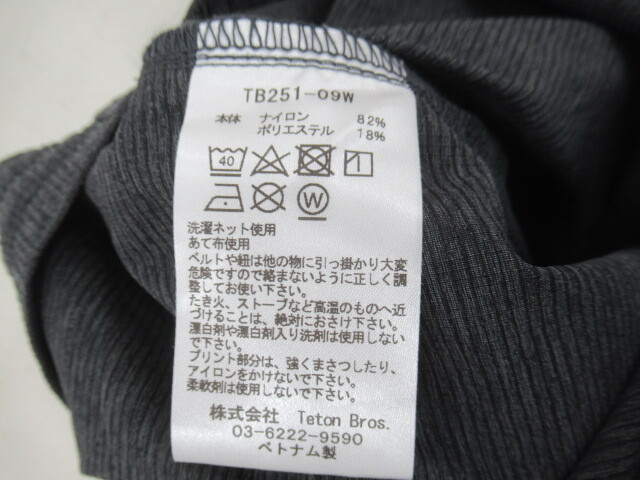 TB251-09W
本体 ナイロン 82%
ポリエステル 18%
40
W
洗濯ネット使用
あて布使用
ベルトや紐は他の物に引っ掛かり大変
危険ですので絡まないように正しく調
整してお使い下さい。
たき火、ストーブなど高温のものへ近
づけることは、絶対におさけ下さい。
漂白剤や漂白剤入り洗剤は使用しない
で下さい。
プリント部分は、強くまさつしたり、
アイロンをかけないで下さい。
柔軟剤は使用しないで下さい。
株式会社 Teton Bros.
03-6222-9590
ベトナム製